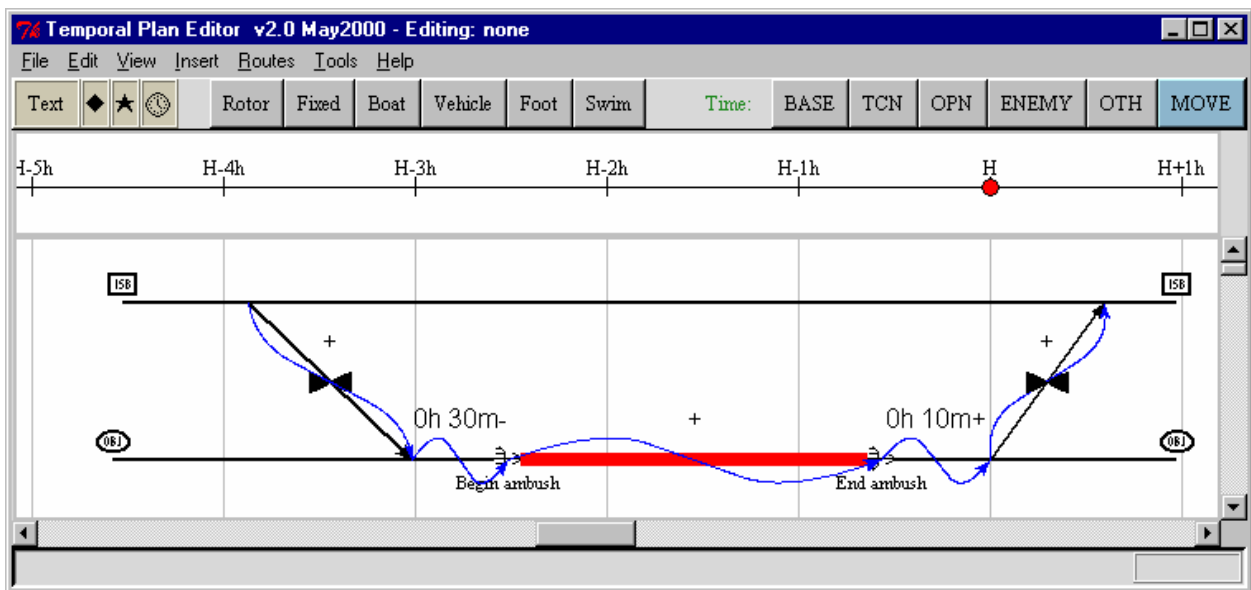 Temporal Plan Editor v2.0 May2000 - Editing: none
File Edit View Insert Routes Tools Help
Text Rotor Fixed Boat Vehicle Foot Swim Time: BASE TCN OPN ENEMY OTH MOVE
H-5h H-4h H-3h H-2h H-1h H H+1h
ISB ISB
+ +
0h 30m- + 0h 10m+
OBJ OBJ
Begin ambush End ambush